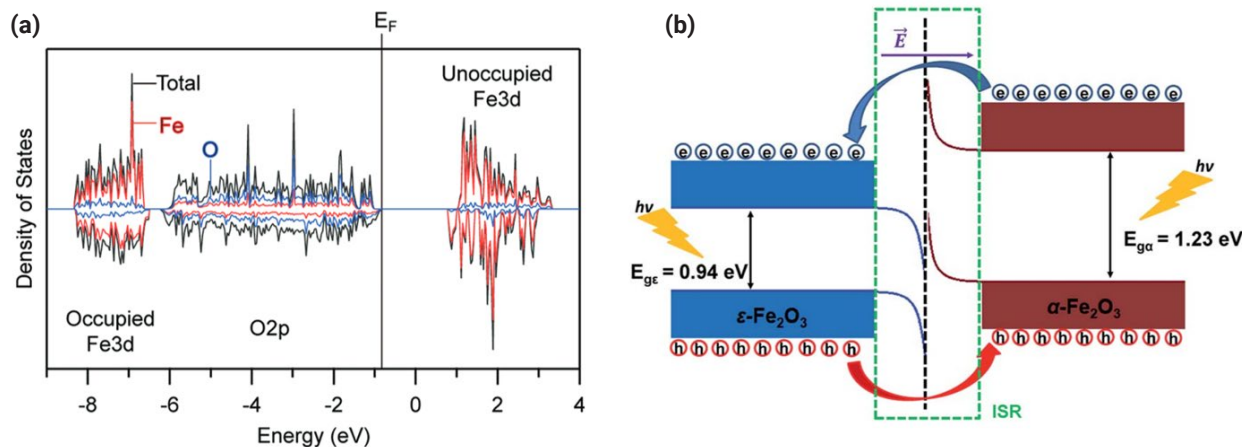 (a)
E_F
Density of States
Total
Fe
O
Unoccupied
Fe3d
Occupied
Fe3d
O2p
-8 -6 -4 -2 0 2 4
Energy (eV)
(b)
E⃗
e e e e e e e e
e e e e e e e e
hν
hν
E_gε = 0.94 eV
E_gα = 1.23 eV
ε-Fe₂O₃
α-Fe₂O₃
h h h h h h h h
h h h h h h h h
ISR